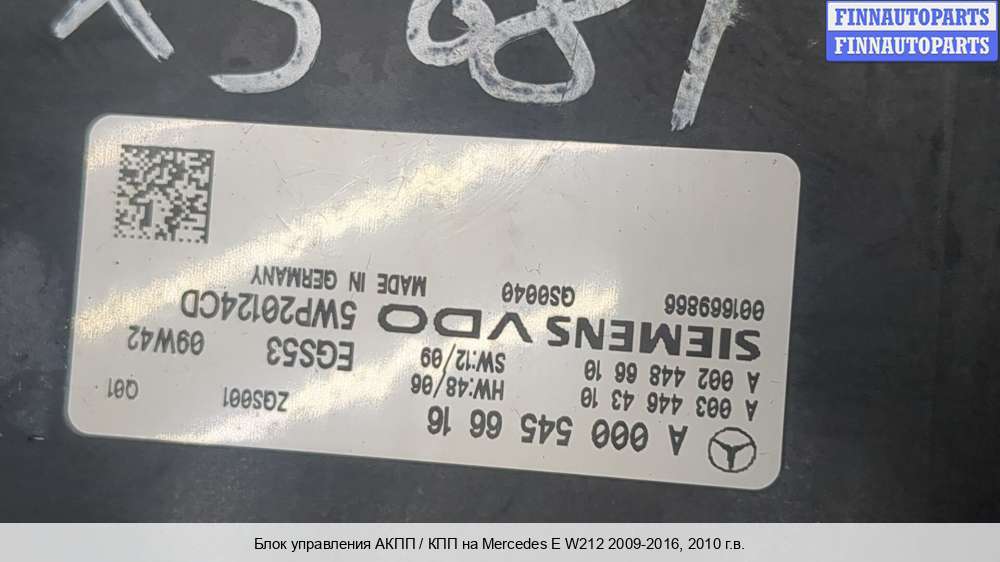 FINNAUTOPARTS
FINNAUTOPARTS
A 000 545 66 16
ZGS001
Q01
A 003 446 43 10
HW:48/06
A 002 448 66 10
SW:12/09
EGS53
09W42
SIEMENS VDO
5WP20124CD
001669866
QS0040
MADE IN GERMANY
Блок управления АКПП / КПП на Mercedes E W212 2009-2016, 2010 г.в.